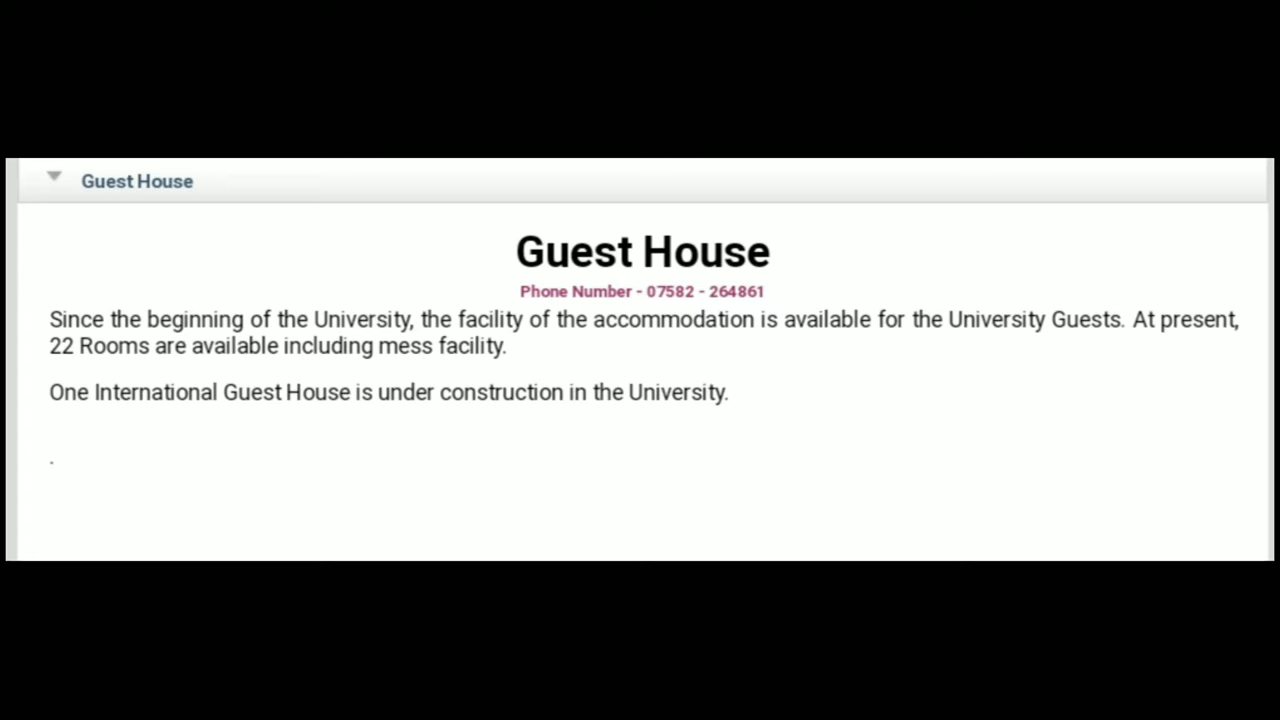 Guest House
Guest House
Phone Number - 07582 - 264861
Since the beginning of the University, the facility of the accommodation is available for the University Guests. At present,
22 Rooms are available including mess facility.
One International Guest House is under construction in the University.
.